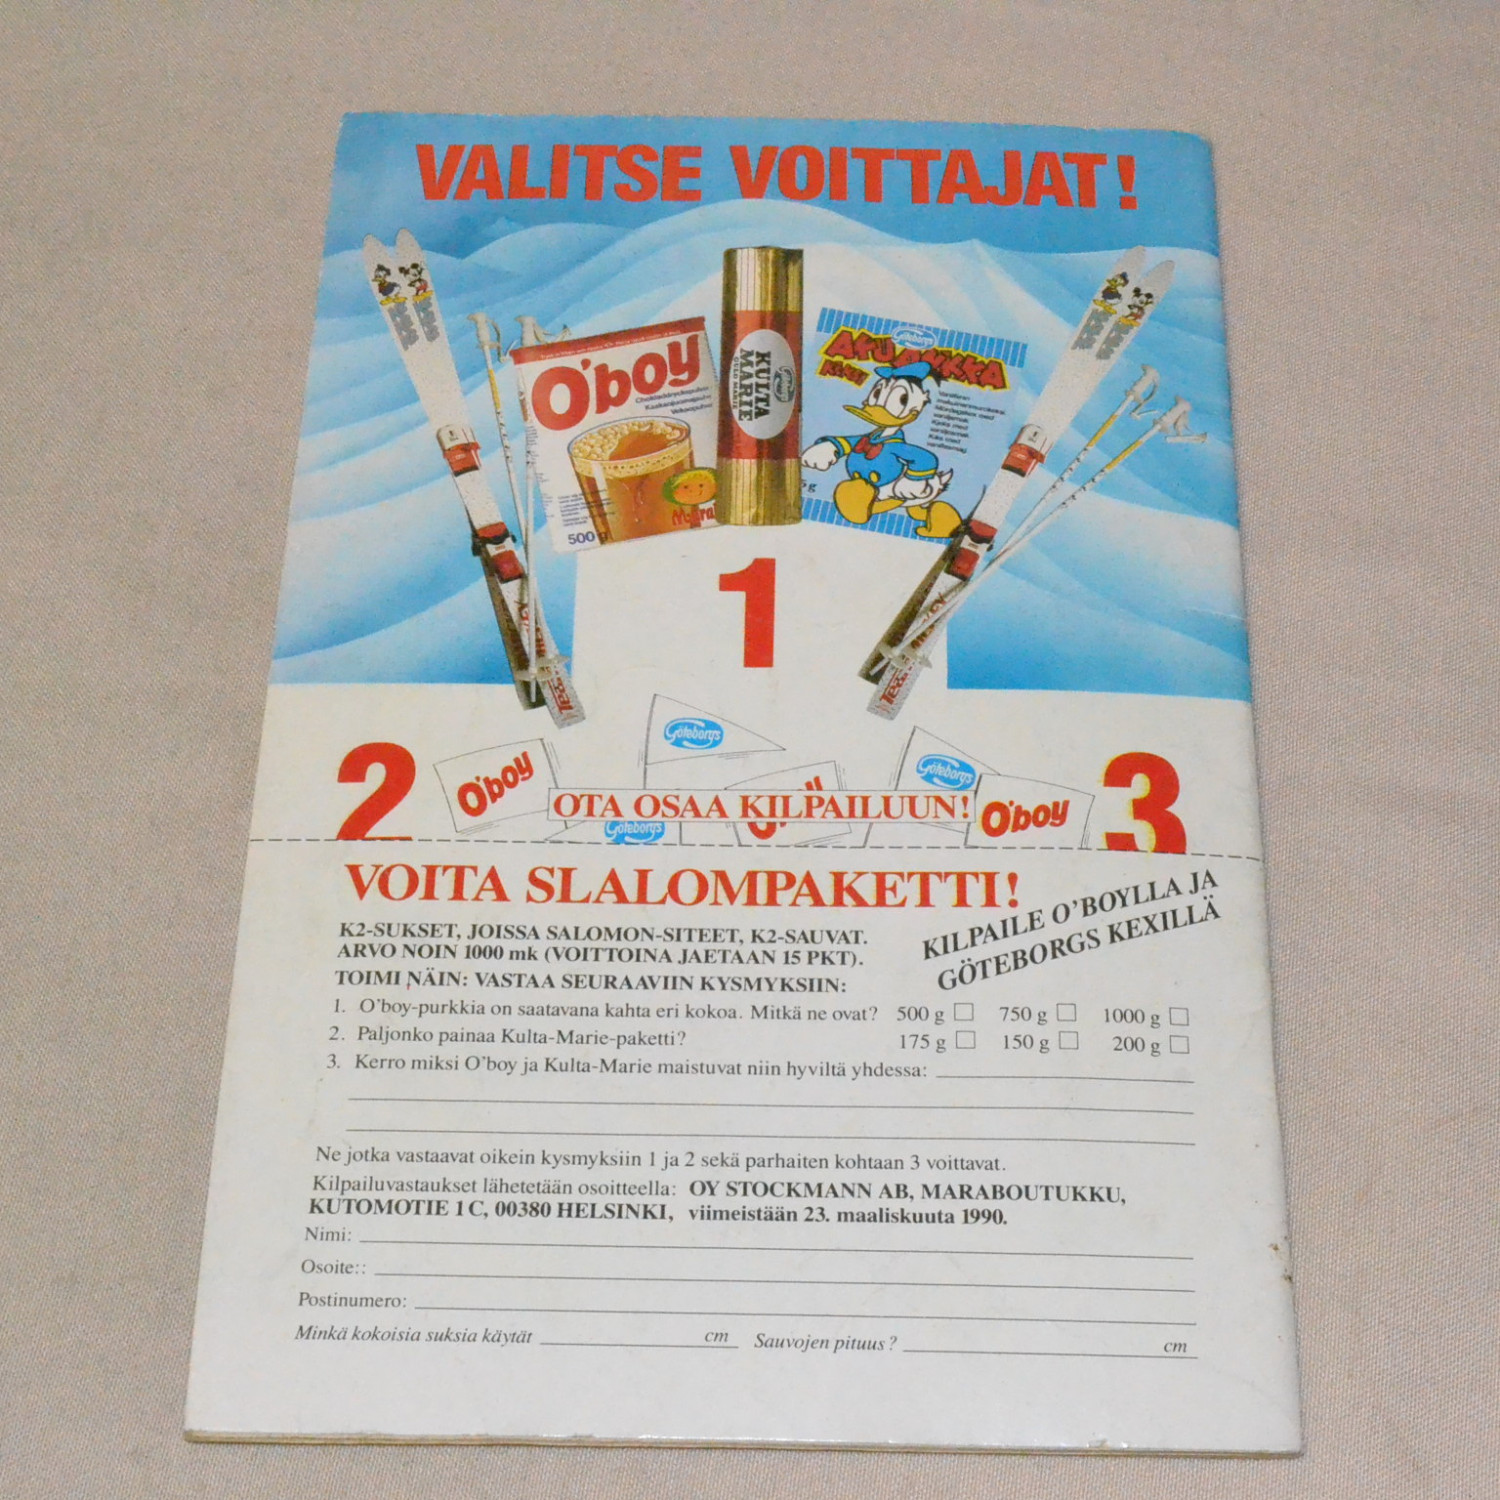 VALITSE VOITTAJAT!
O'boy
500 g
Göteborgs
KULTA
MARIE
GULD MARIE
Göteborgs
AKU ANKKA
Keksi
1
2
3
O'boy
Göteborgs
Göteborgs
O'boy
OTA OSAA KILPAILUUN!
Göteborgs
VOITA SLALOMPAKETTI!
KILPAILE O'BOYLLA JA
GÖTEBORGS KEXILLÄ
K2-SUKSET, JOISSA SALOMON-SITEET, K2-SAUVAT.
ARVO NOIN 1000 mk (VOITTOINA JAETAAN 15 PKT).
TOIMI NÄIN: VASTAA SEURAAVIIN KYSMYKSIIN:
1. O'boy-purkkia on saatavana kahta eri kokoa. Mitkä ne ovat? 500 g 750 g 1000 g
2. Paljonko painaa Kulta-Marie-paketti? 175 g 150 g 200 g
3. Kerro miksi O'boy ja Kulta-Marie maistuvat niin hyviltä yhdessa:
Ne jotka vastaavat oikein kysmyksiin 1 ja 2 sekä parhaiten kohtaan 3 voittavat.
Kilpailuvastaukset lähetetään osoitteella: OY STOCKMANN AB, MARABOUTUKKU,
KUTOMOTIE 1 C, 00380 HELSINKI, viimeistään 23. maaliskuuta 1990.
Nimi:
Osoite::
Postinumero:
Minkä kokoisia suksia käytät cm Sauvojen pituus? cm